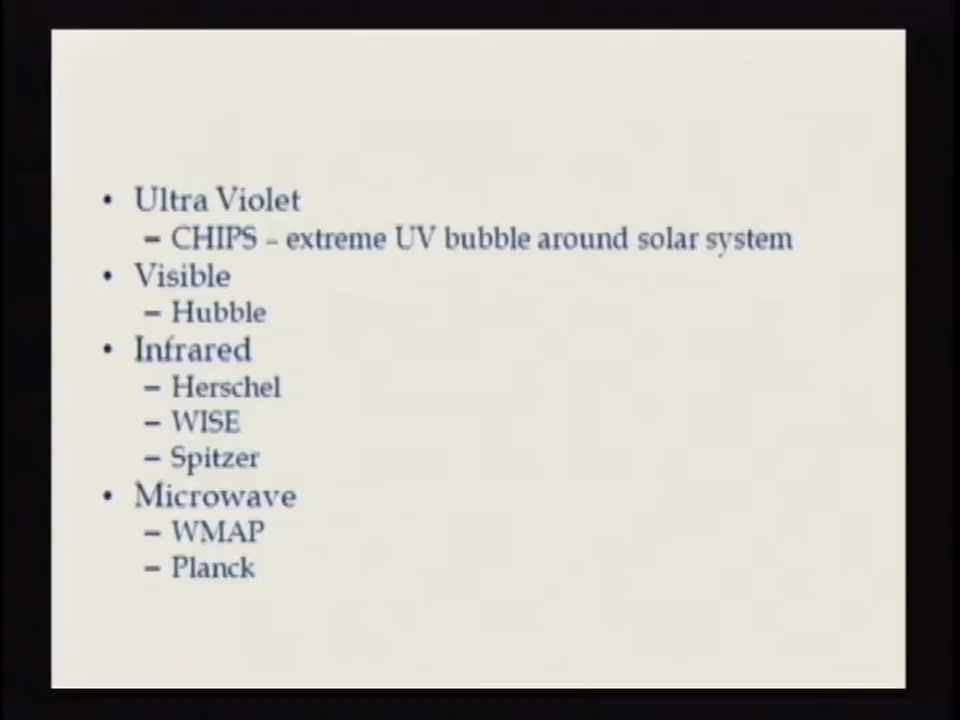 • Ultra Violet
– CHIPS – extreme UV bubble around solar system
• Visible
– Hubble
• Infrared
– Herschel
– WISE
– Spitzer
• Microwave
– WMAP
– Planck